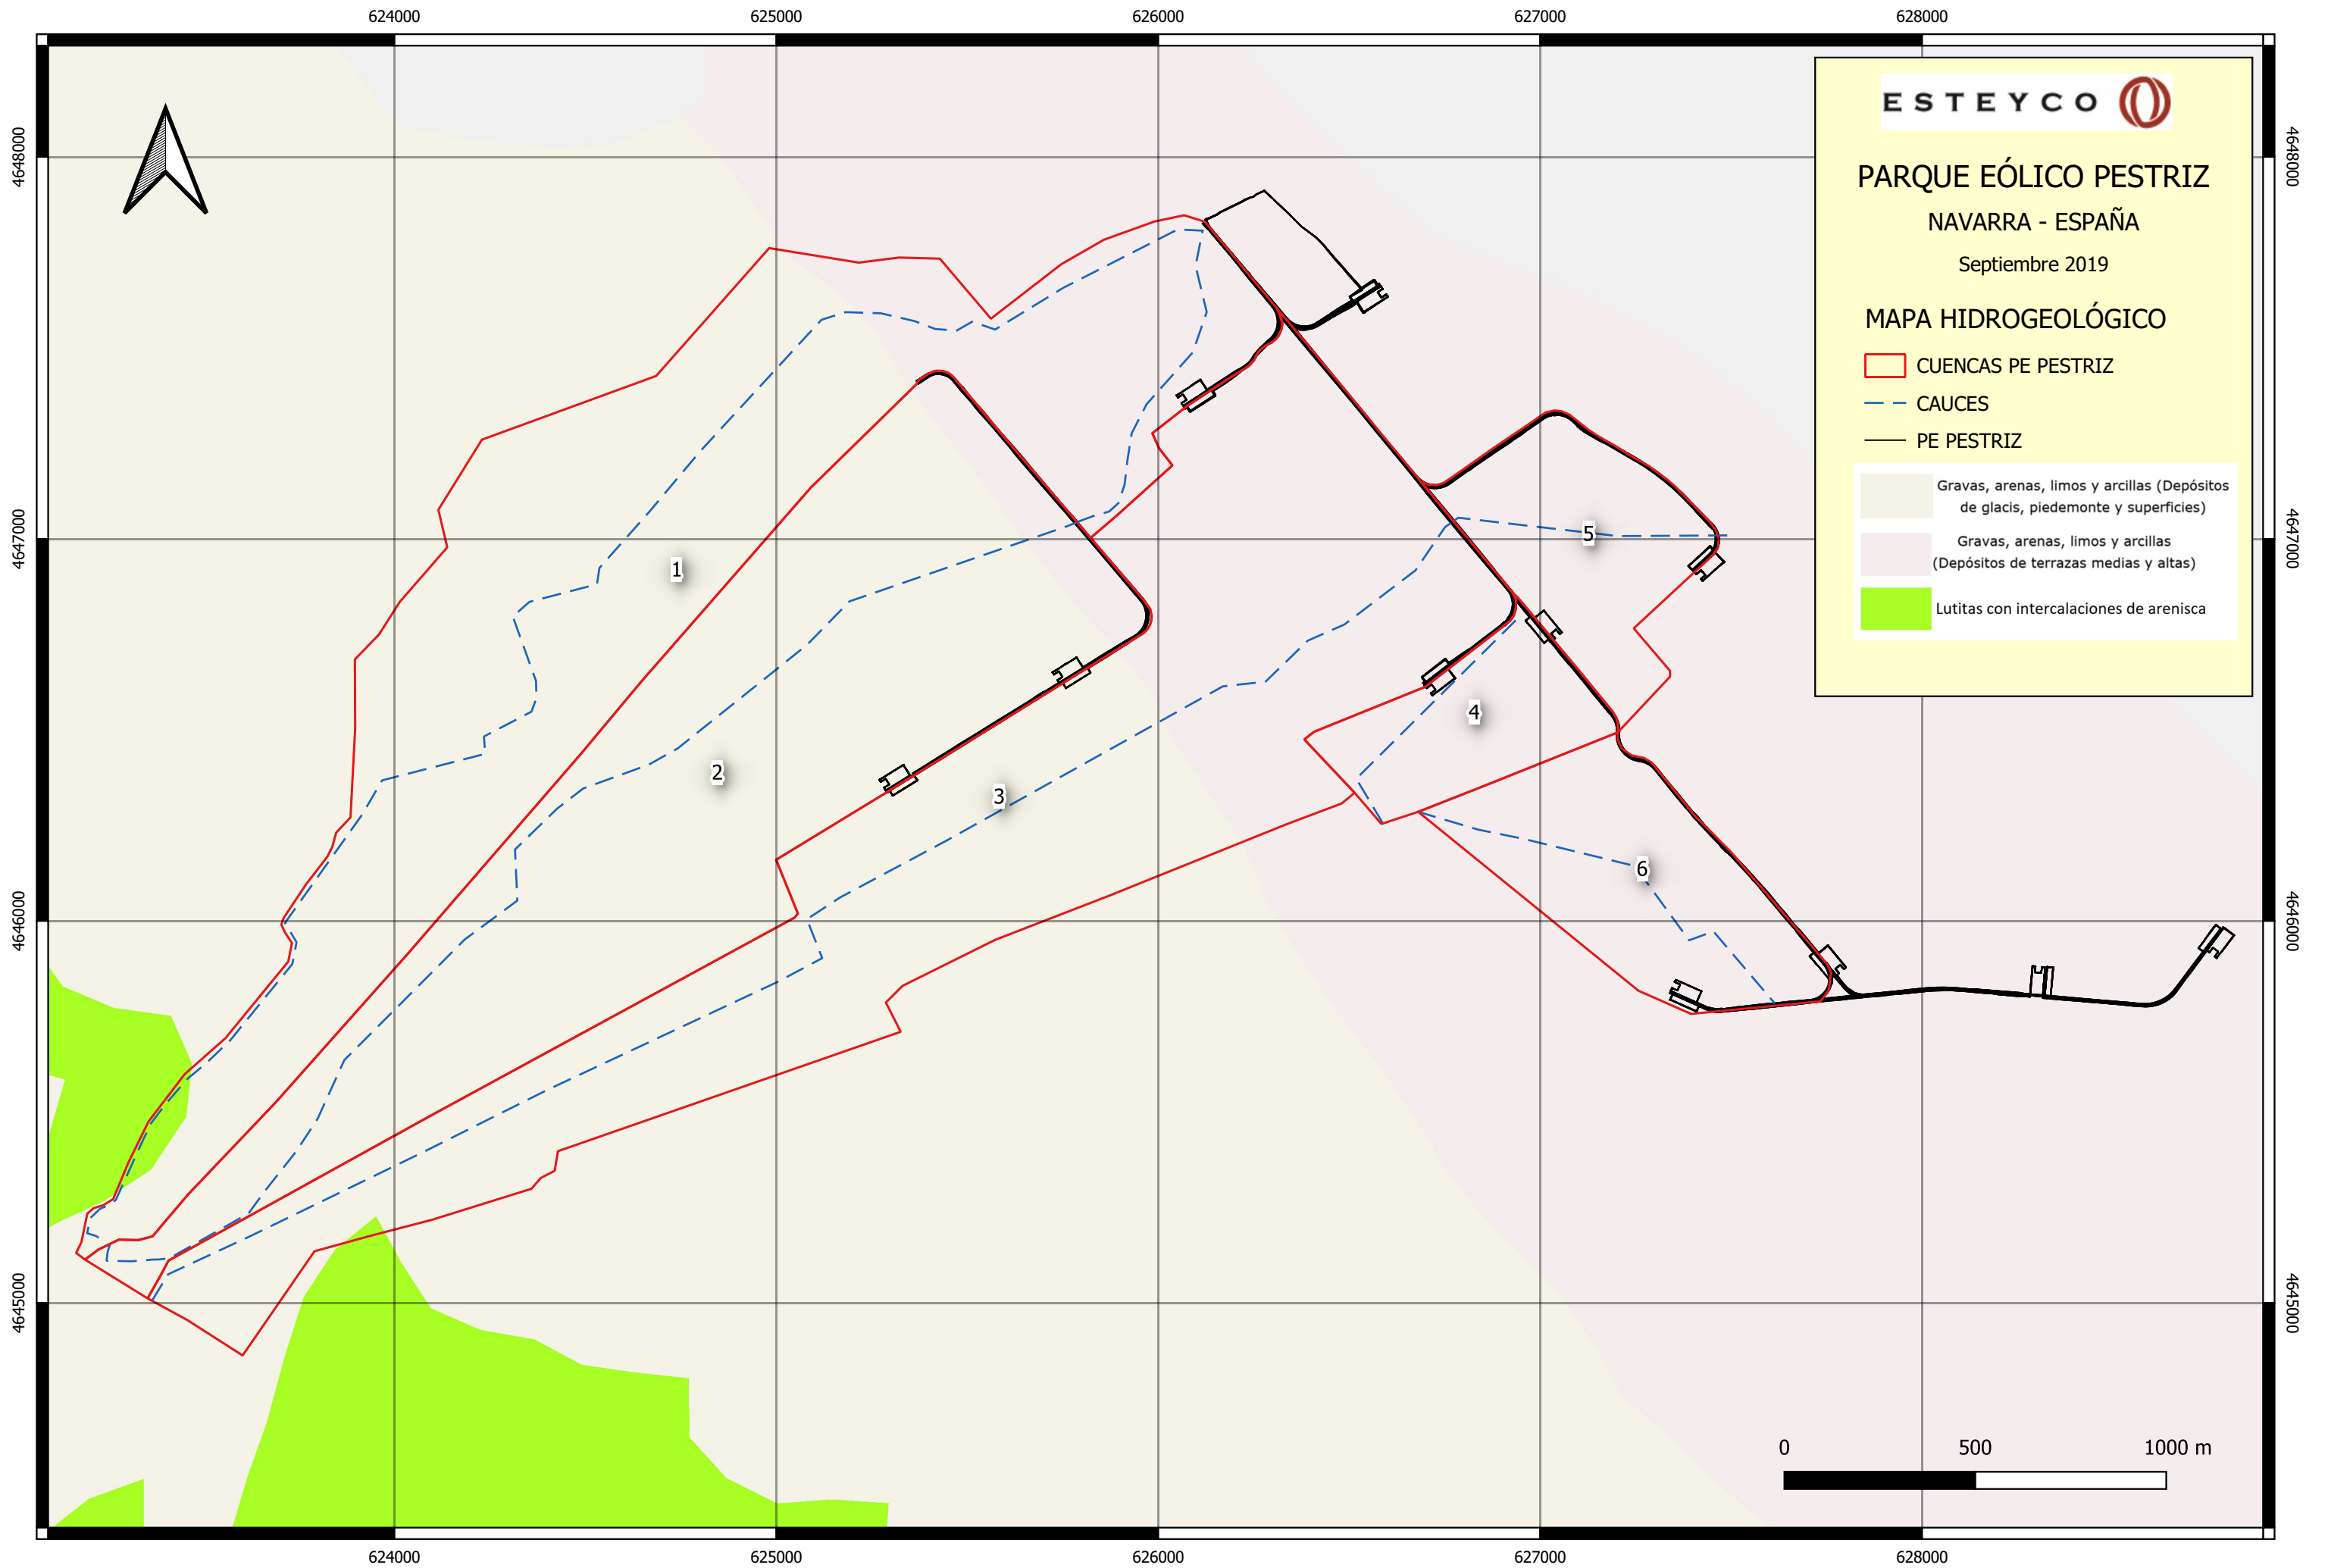 624000 625000 626000 627000 628000
4648000 4648000
4647000 4647000
4646000 4646000
4645000 4645000
ESTEYCO
PARQUE EÓLICO PESTRIZ
NAVARRA - ESPAÑA
Septiembre 2019
MAPA HIDROGEOLÓGICO
CUENCAS PE PESTRIZ
CAUCES
PE PESTRIZ
Gravas, arenas, limos y arcillas (Depósitos
de glacis, piedemonte y superficies)
Gravas, arenas, limos y arcillas
(Depósitos de terrazas medias y altas)
Lutitas con intercalaciones de arenisca
1
2
3
4
5
6
0 500 1000 m
624000 625000 626000 627000 628000